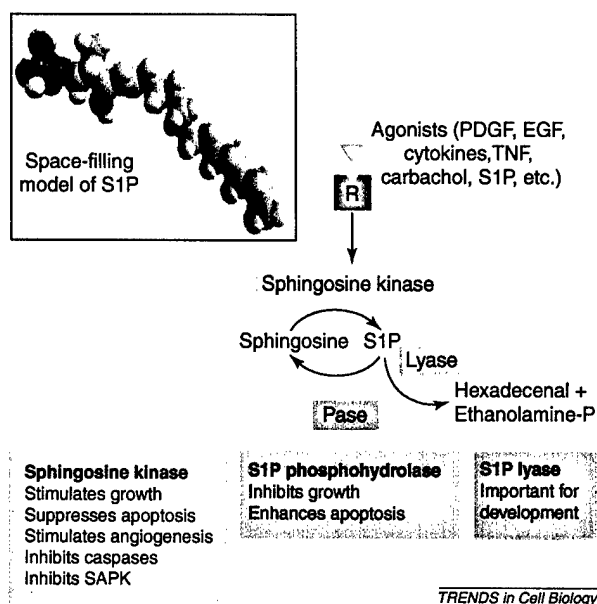 Space-filling
model of S1P
Agonists (PDGF, EGF,
cytokines,TNF,
carbachol, S1P, etc.)
R
Sphingosine kinase
Sphingosine S1P
Lyase
Hexadecenal +
Ethanolamine-P
Pase
Sphingosine kinase
Stimulates growth
Suppresses apoptosis
Stimulates angiogenesis
Inhibits caspases
Inhibits SAPK
S1P phosphohydrolase
Inhibits growth
Enhances apoptosis
S1P lyase
Important for
development
TRENDS in Cell Biology